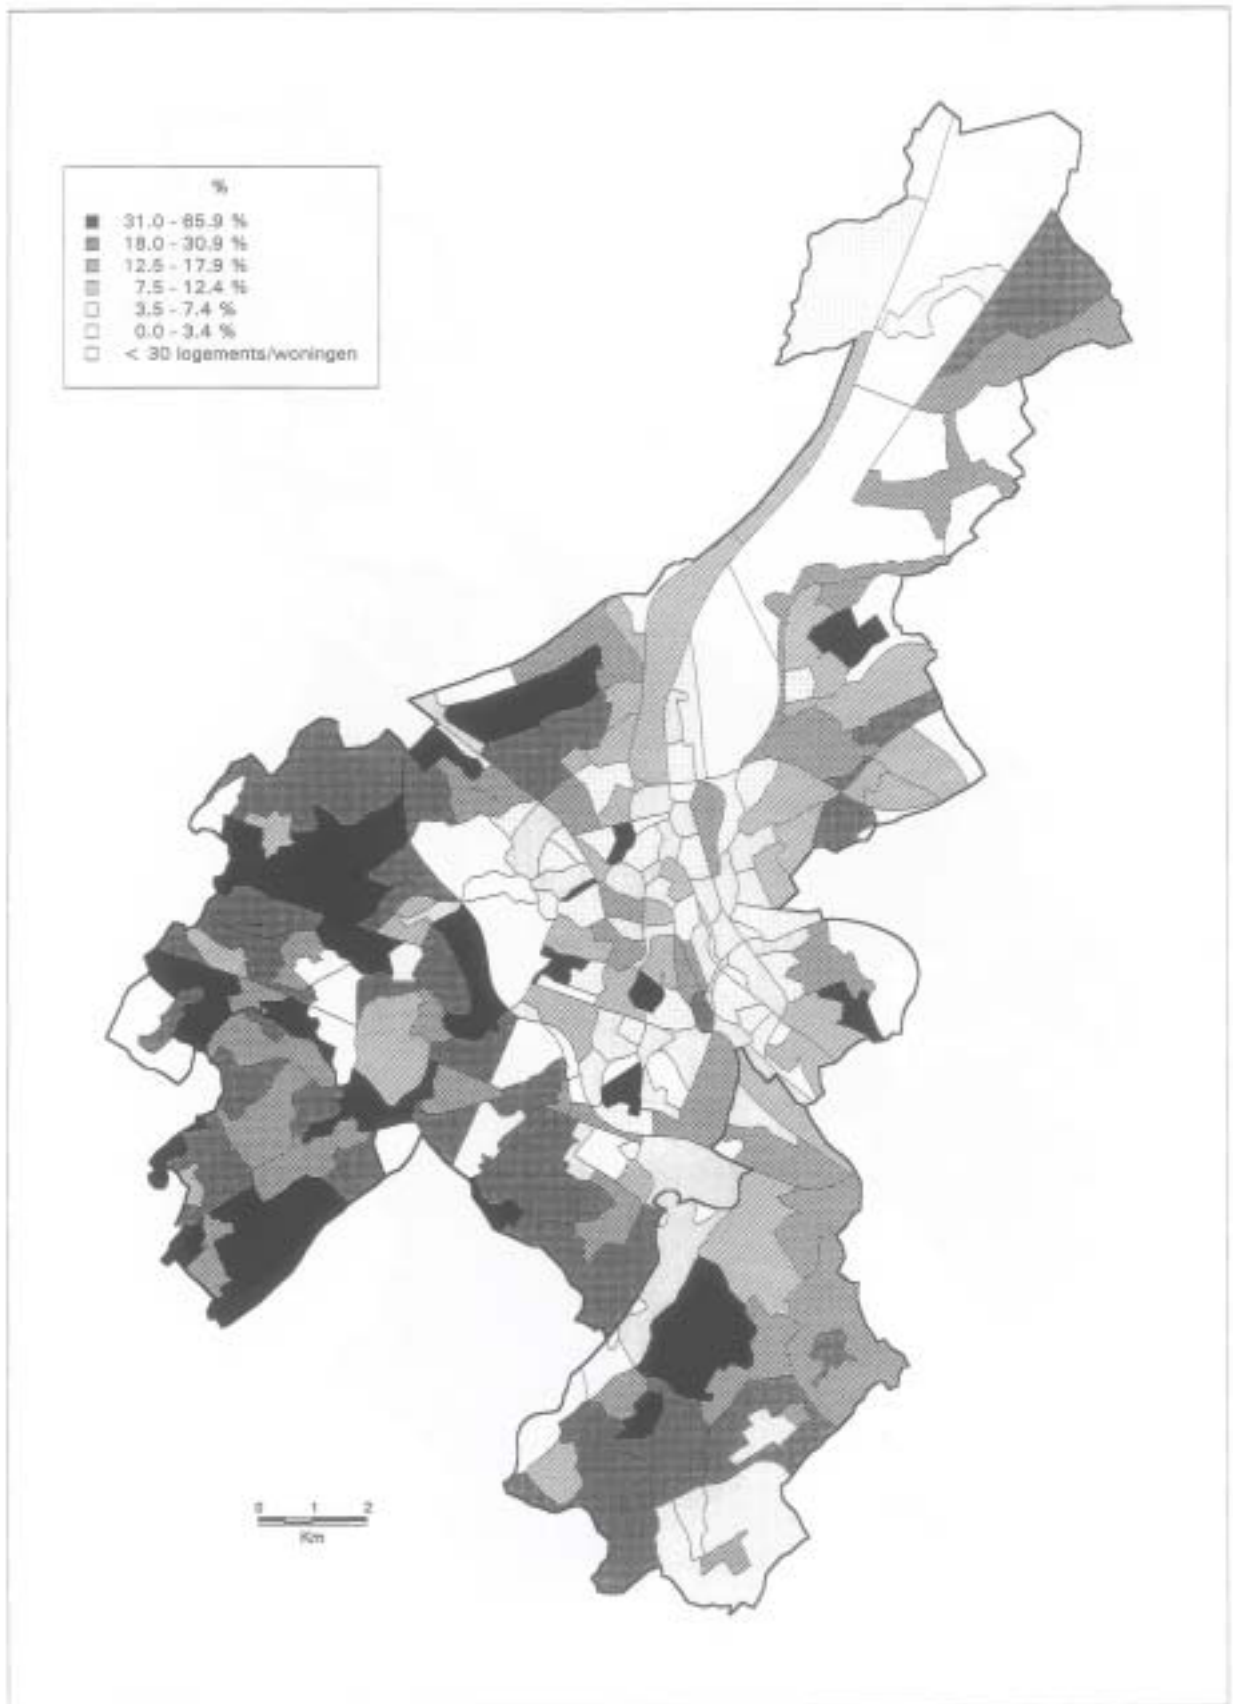 %
31.0 - 65.9 %
18.0 - 30.9 %
12.5 - 17.9 %
7.5 - 12.4 %
3.5 - 7.4 %
0.0 - 3.4 %
< 30 logements/woningen
0 1 2
Km